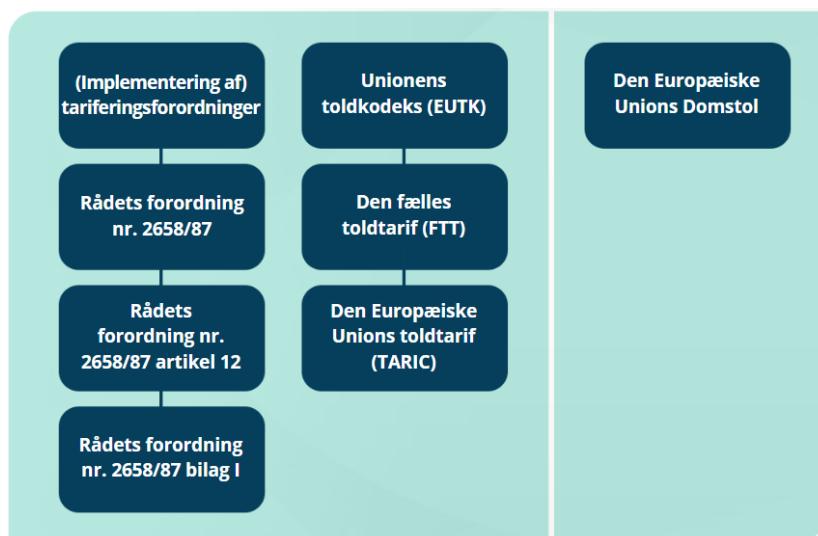 (Implementering af)
tariferingsforordninger
Rådets forordning
nr. 2658/87
Rådets
forordning nr.
2658/87 artikel 12
Rådets forordning
nr. 2658/87 bilag I
Unionens
toldkodeks (EUTK)
Den fælles
toldtarif (FTT)
Den Europæiske
Unions toldtarif
(TARIC)
Den Europæiske
Unions Domstol